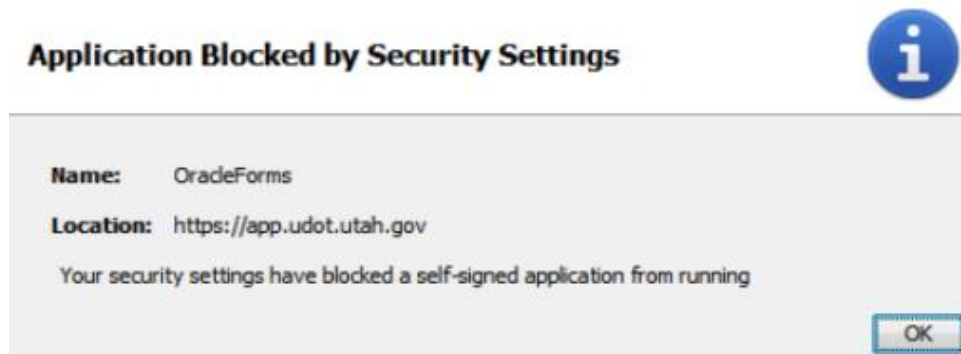 Application Blocked by Security Settings
Name: OracleForms
Location: https://app.udot.utah.gov
Your security settings have blocked a self-signed application from running
OK